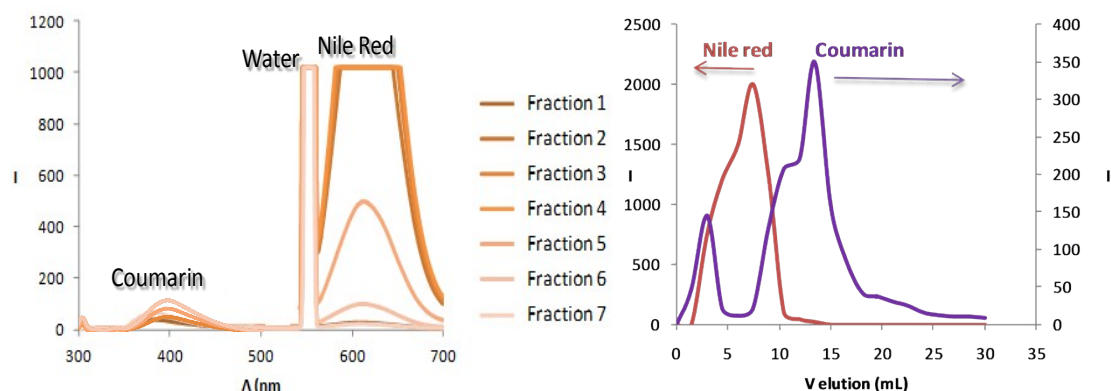 1200
1000
800
600
400
200
0
I
Water
Nile Red
Coumarin
300
400
500
600
700
Λ (nm
Fraction 1
Fraction 2
Fraction 3
Fraction 4
Fraction 5
Fraction 6
Fraction 7
2500
2000
1500
1000
500
0
I
Nile red
Coumarin
400
350
300
250
200
150
100
50
0
I
0
5
10
15
20
25
30
35
V elution (mL)